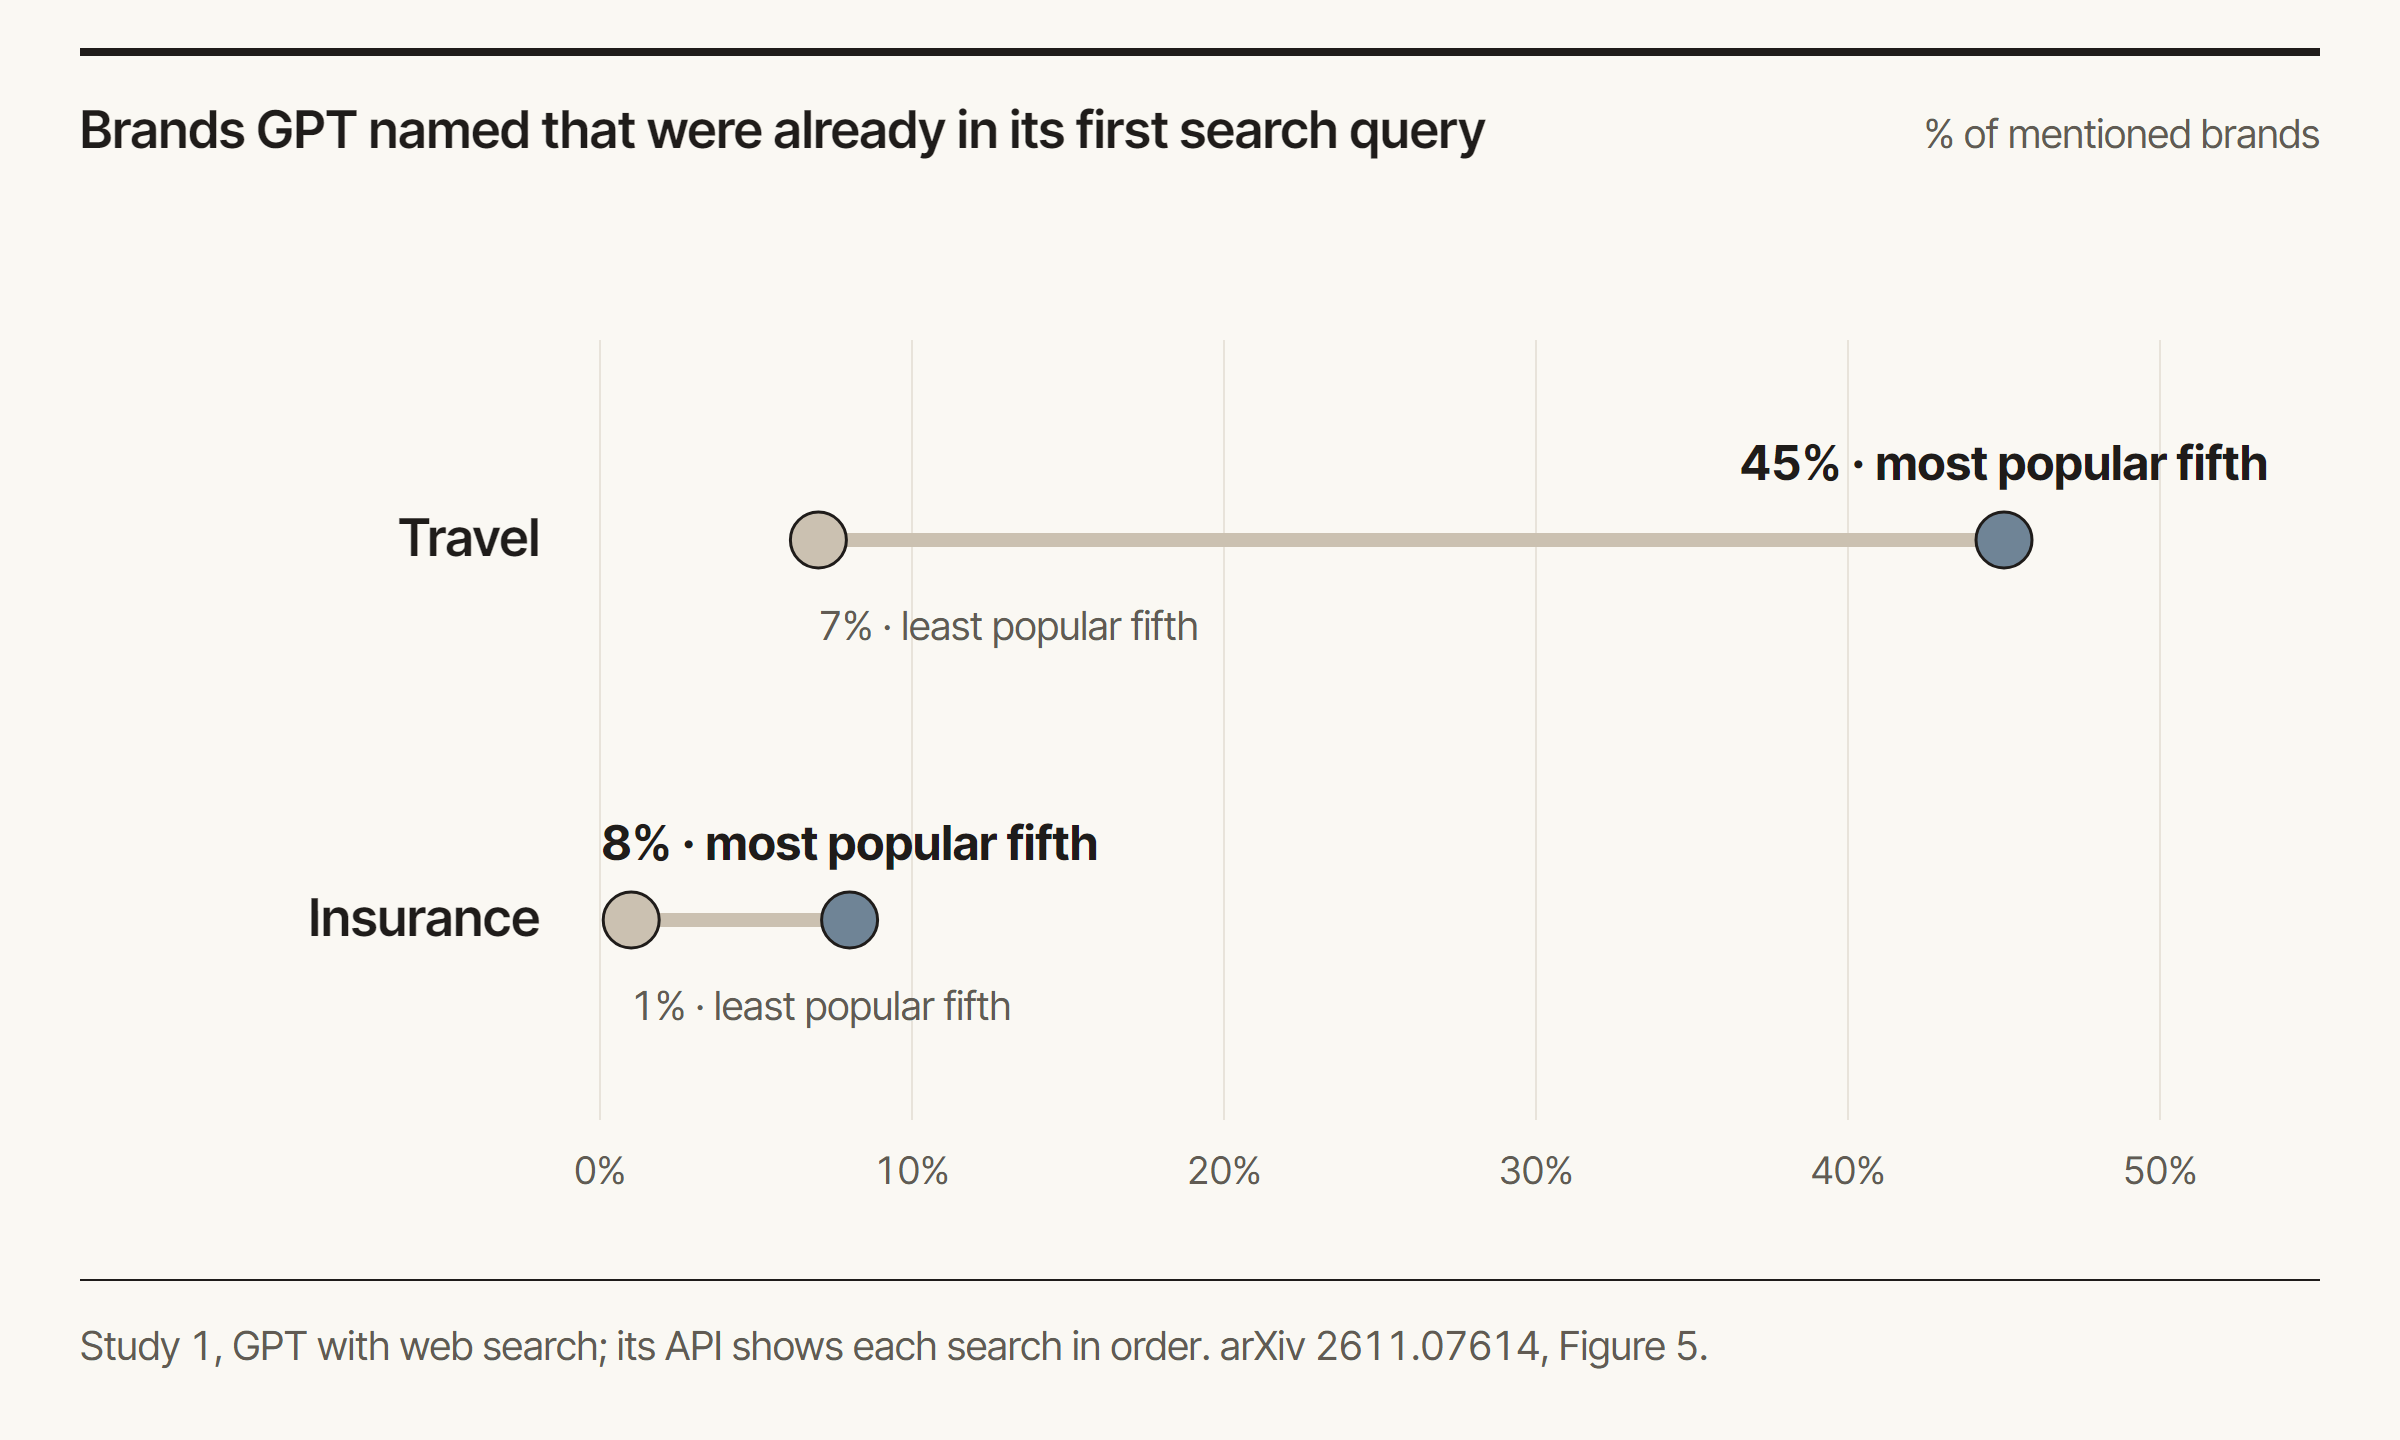 Brands GPT named that were already in its first search query
% of mentioned brands
45% · most popular fifth
Travel
7% · least popular fifth
8% · most popular fifth
Insurance
1% · least popular fifth
0% 10% 20% 30% 40% 50%
Study 1, GPT with web search; its API shows each search in order. arXiv 2611.07614, Figure 5.